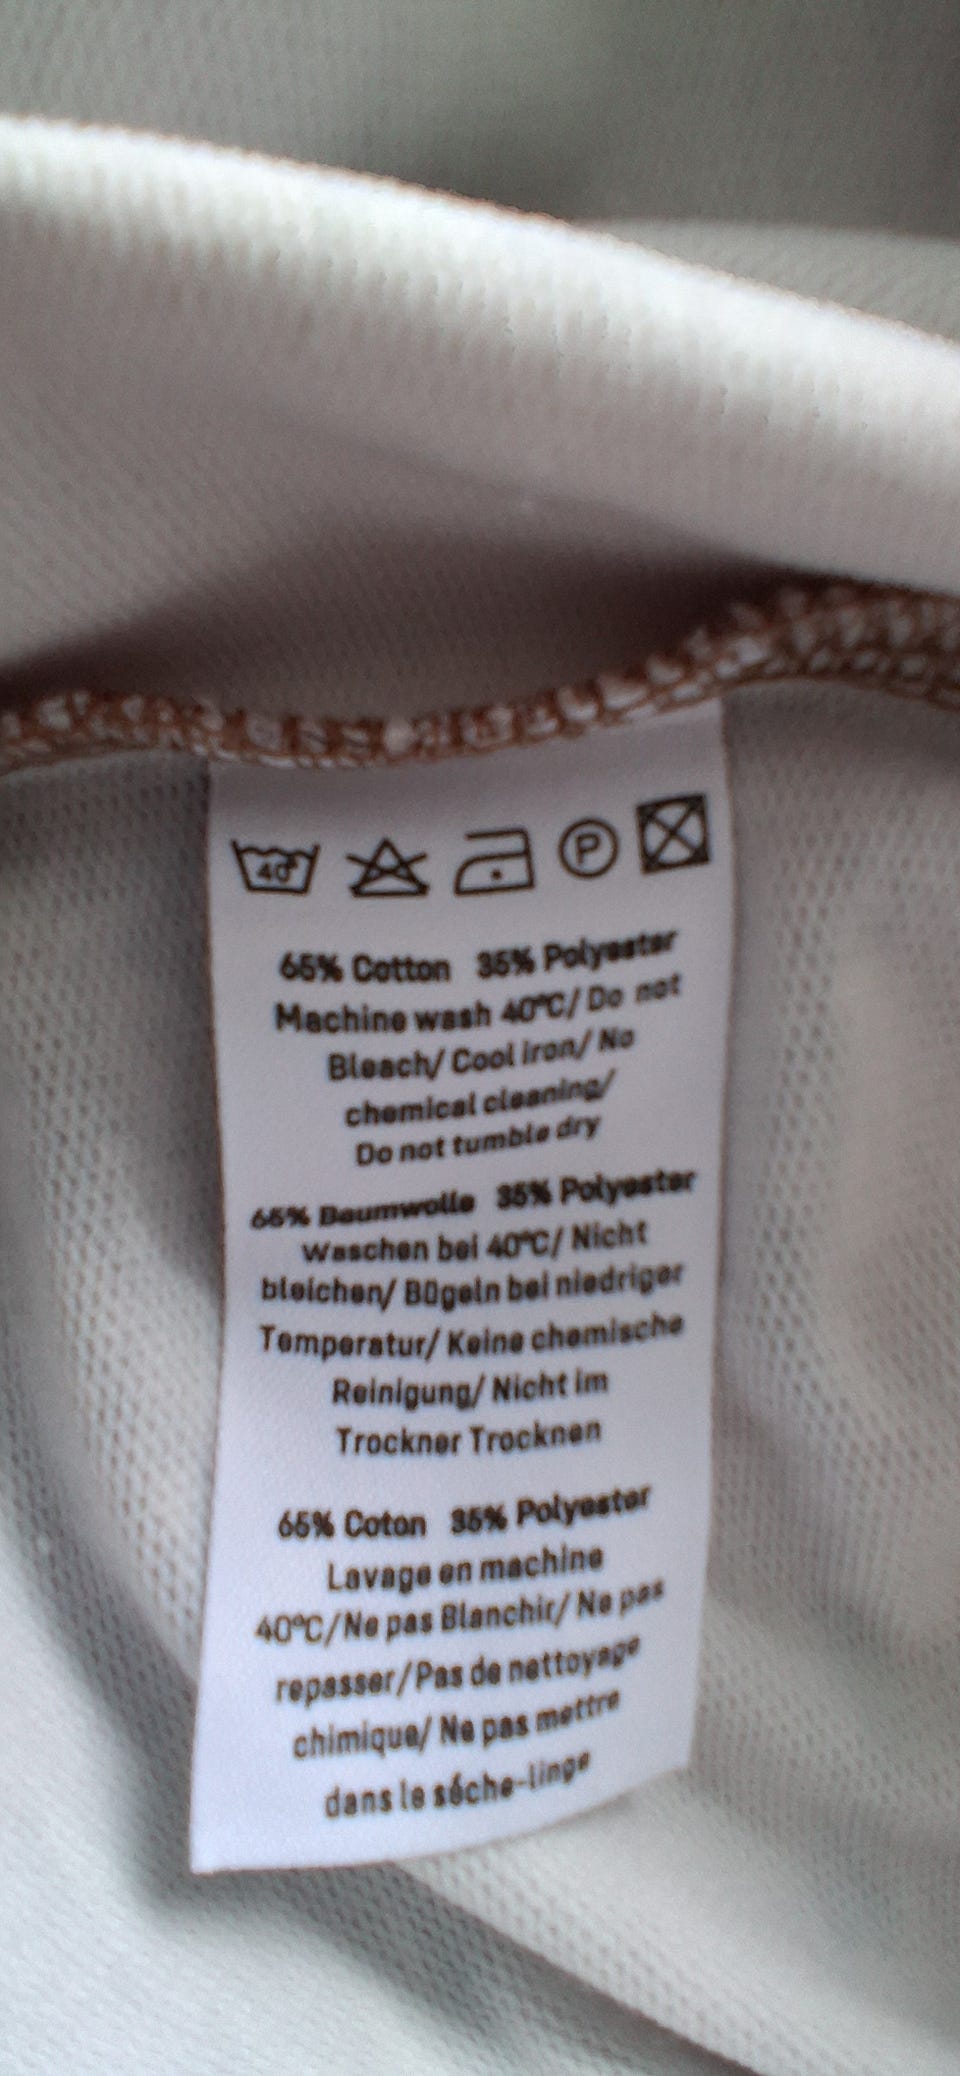 40° P
65% Cotton 35% Polyester
Machine wash 40°C/ Do not
Bleach/ Cool iron/ No
chemical cleaning/
Do not tumble dry
65% Baumwolle 35% Polyester
Waschen bei 40°C/ Nicht
bleichen/ Bügeln bei niedriger
Temperatur/ Keine chemische
Reinigung/ Nicht im
Trockner Trocknen
65% Coton 35% Polyester
Lavage en machine
40°C/Ne pas Blanchir/ Ne pas
repasser/Pas de nettoyage
chimique/ Ne pas mettre
dans le séche-linge